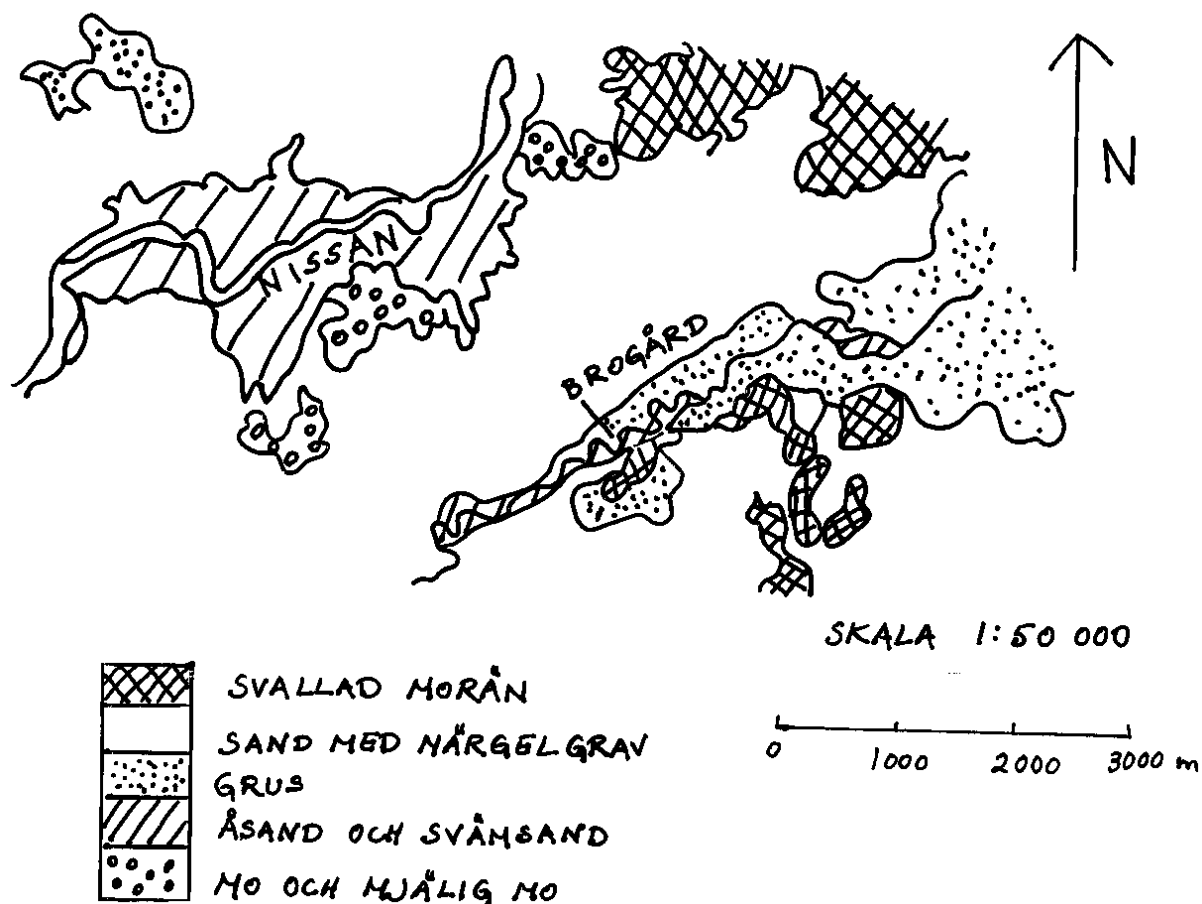 N
NISSAN
BROGÅRD
SKALA 1:50 000
0 1000 2000 3000 m
SVALLAD MORÄN
SAND MED MÄRGELGRAV
GRUS
ÅSAND OCH SVÄMSAND
MO OCH MJÄLIG MO